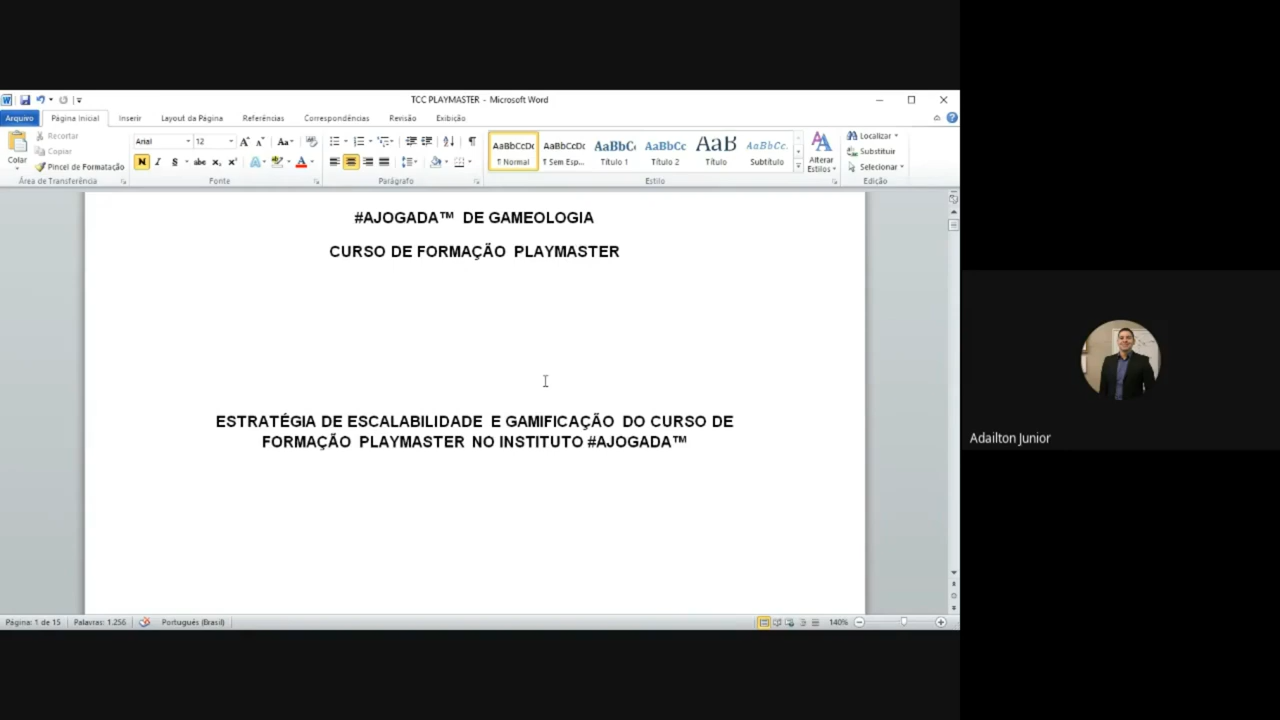 TCC PLAYMASTER - Microsoft Word
Arquivo Página Inicial Inserir Layout da Página Referências Correspondências Revisão Exibição
Colar
Recortar
Copiar
Pincel de Formatação
Área de Transferência
Arial 12
Fonte
Parágrafo
AaBbCcDc AaBbCcDc AaBbC AaBbCc AaB AaBbCc.
¶ Normal ¶ Sem Esp... Título 1 Título 2 Título Subtítulo
Alterar Estilos
Estilo
Localizar
Substituir
Selecionar
Edição
#AJOGADA™ DE GAMEOLOGIA
CURSO DE FORMAÇÃO PLAYMASTER
ESTRATÉGIA DE ESCALABILIDADE E GAMIFICAÇÃO DO CURSO DE
FORMAÇÃO PLAYMASTER NO INSTITUTO #AJOGADA™
Página: 1 de 15 Palavras: 1.256 Português (Brasil) 140%
Adailton Junior